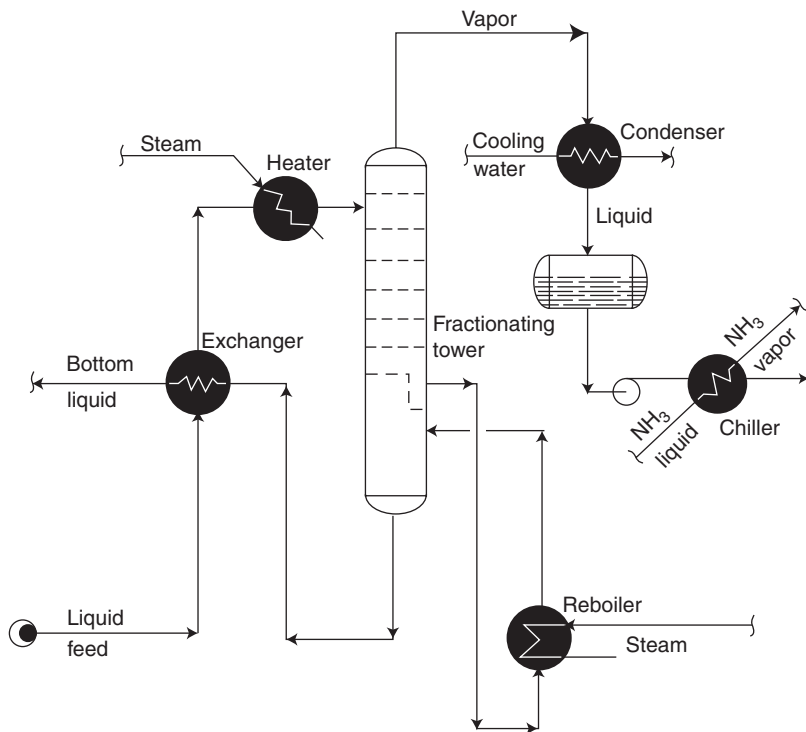 Vapor
Steam
Heater
Cooling
water
Condenser
Liquid
Fractionating
tower
Exchanger
Bottom
liquid
NH₃
vapor
NH₃
liquid
Chiller
Liquid
feed
Reboiler
Steam